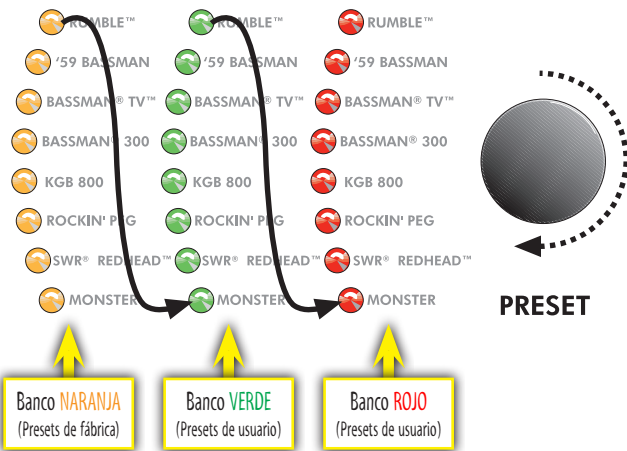 RUMBLE™ RUMBLE™ RUMBLE™
'59 BASSMAN '59 BASSMAN '59 BASSMAN
BASSMAN® TV™ BASSMAN® TV™ BASSMAN® TV™
BASSMAN® 300 BASSMAN® 300 BASSMAN® 300
KGB 800 KGB 800 KGB 800
ROCKIN' PEG ROCKIN' PEG ROCKIN' PEG
SWR® REDHEAD™ SWR® REDHEAD™ SWR® REDHEAD™
MONSTER MONSTER MONSTER
PRESET
Banco NARANJA
(Presets de fábrica)
Banco VERDE
(Presets de usuario)
Banco ROJO
(Presets de usuario)